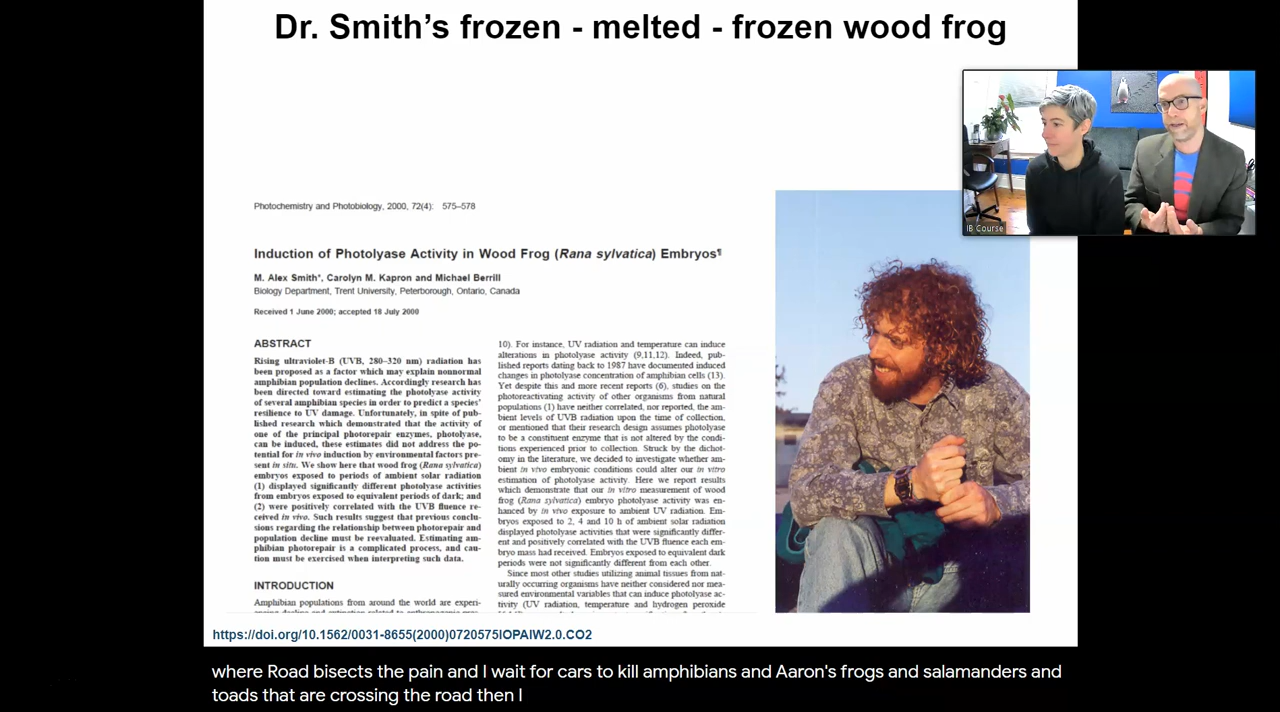 Dr. Smith's frozen - melted - frozen wood frog
IB Course
Photochemistry and Photobiology, 2000, 72(4): 575–578
Induction of Photolyase Activity in Wood Frog (Rana sylvatica) Embryos¶
M. Alex Smith*, Carolyn M. Kapron and Michael Berrill
Biology Department, Trent University, Peterborough, Ontario, Canada
Received 1 June 2000; accepted 18 July 2000
ABSTRACT
Rising ultraviolet-B (UVB, 280–320 nm) radiation has
been proposed as a factor which may explain nonnormal
amphibian population declines. Accordingly research has
been directed toward estimating the photolyase activity
of several amphibian species in order to predict a species'
resilience to UV damage. Unfortunately, in spite of pub-
lished research which demonstrated that the activity of
one of the principal photorepair enzymes, photolyase,
can be induced, these estimates did not address the po-
tential for in vivo induction by environmental factors pre-
sent in situ. We show here that wood frog (Rana sylvatica)
embryos exposed to periods of ambient solar radiation
(1) displayed significantly different photolyase activities
from embryos exposed to equivalent periods of dark; and
(2) were positively correlated with the UVB fluence re-
ceived in vivo. Such results suggest that previous conclu-
sions regarding the relationship between photorepair and
population decline must be reevaluated. Estimating am-
phibian photorepair is a complicated process, and cau-
tion must be exercised when interpreting such data.
INTRODUCTION
Amphibian populations from around the world are experi-
10). For instance, UV radiation and temperature can induce
alterations in photolyase activity (9,11,12). Indeed, pub-
lished reports dating back to 1987 have documented induced
changes in photolyase concentration of amphibian cells (13).
Yet despite this and more recent reports (6), studies on the
photoreactivating activity of other organisms from natural
populations (1) have neither correlated, nor reported, the am-
bient levels of UVB radiation upon the time of collection,
or mentioned that their research design assumes photolyase
to be a constituent enzyme that is not altered by the condi-
tions experienced prior to collection. Struck by the dichot-
omy in the literature, we decided to investigate whether am-
bient in vivo embryonic conditions could alter our in vitro
estimation of photolyase activity. Here we report results
which demonstrate that our in vitro measurement of wood
frog (Rana sylvatica) embryo photolyase activity was en-
hanced by in vivo exposure to ambient UV radiation. Em-
bryos exposed to 2, 4 and 10 h of ambient solar radiation
displayed photolyase activities that were significantly differ-
ent and positively correlated with the UVB fluence each em-
bryo mass had received. Embryos exposed to equivalent dark
periods were not significantly different from each other.
Since most other studies utilizing animal tissues from nat-
urally occurring organisms have neither considered nor mea-
sured environmental variables that can induce photolyase ac-
tivity (UV radiation, temperature and hydrogen peroxide
https://doi.org/10.1562/0031-8655(2000)0720575IOPAIW2.0.CO2
where Road bisects the pain and I wait for cars to kill amphibians and Aaron's frogs and salamanders and
toads that are crossing the road then I